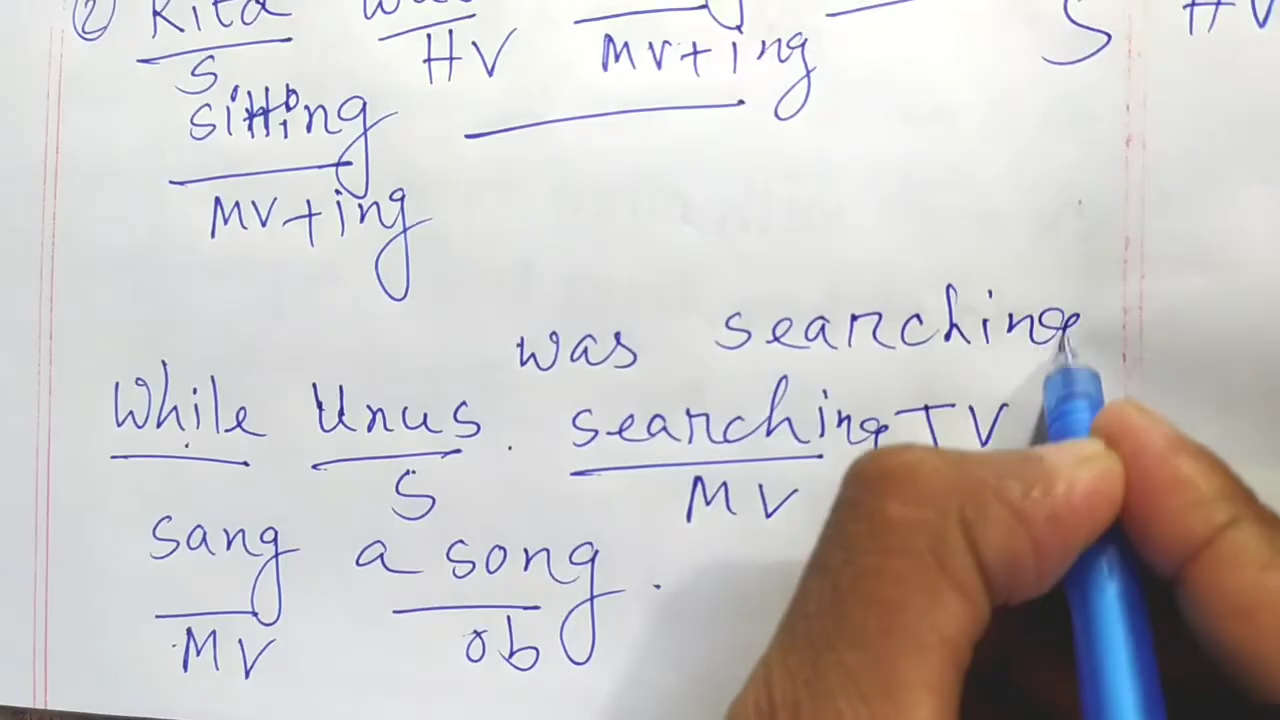 ② Rita
S HV MV+ing S HV
sitting
MV+ing
was searching
While Unus searching TV
S MV
sang a song.
MV ob